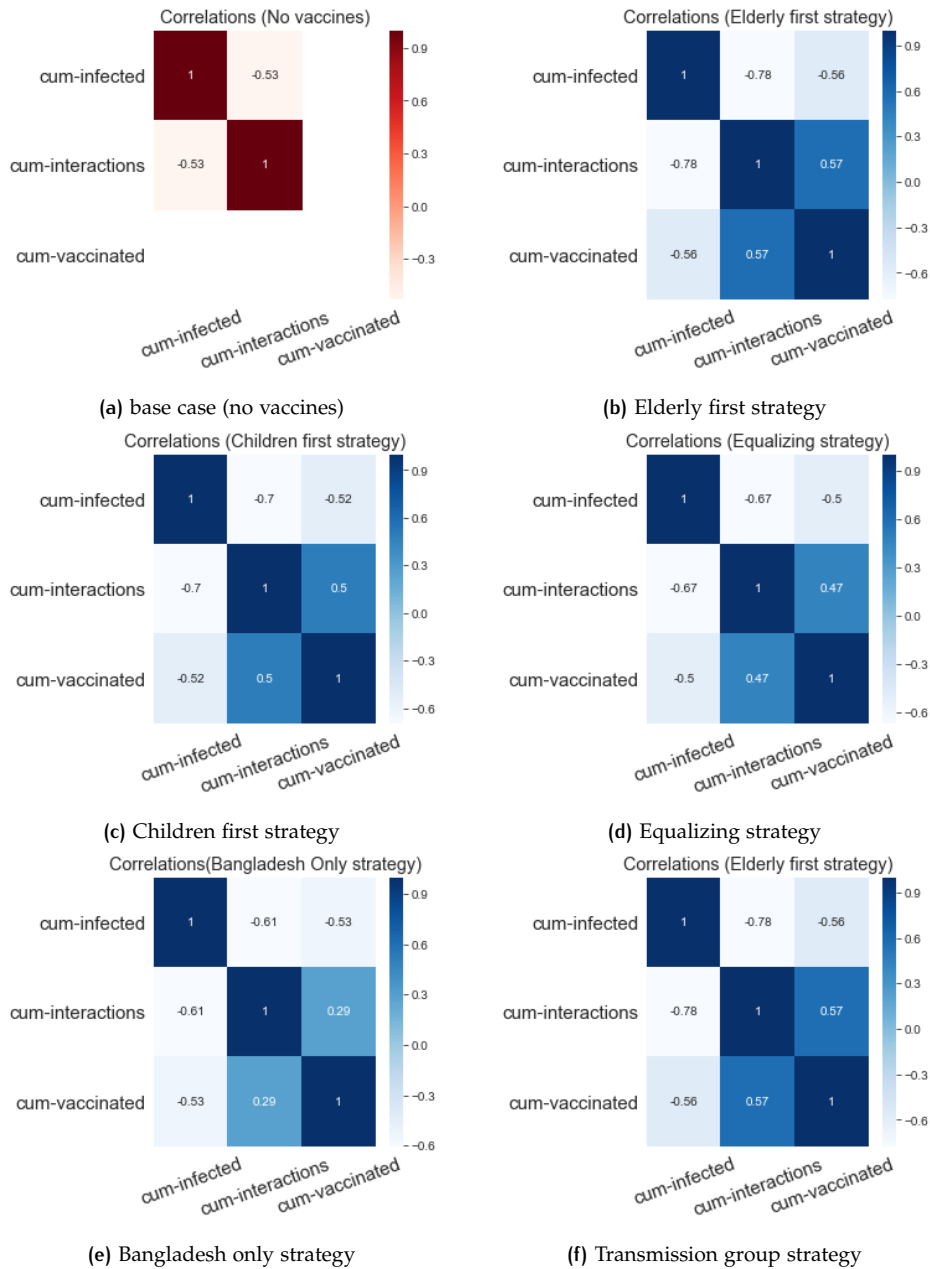 Correlations (No vaccines)
cum-infected 1 -0.53
cum-interactions -0.53 1
cum-vaccinated
cum-infected
cum-interactions
cum-vaccinated
0.9
0.6
0.3
0.0
-0.3
(a) base case (no vaccines)
Correlations (Elderly first strategy)
cum-infected 1 -0.78 -0.56
cum-interactions -0.78 1 0.57
cum-vaccinated -0.56 0.57 1
cum-infected
cum-interactions
cum-vaccinated
0.9
0.6
0.3
0.0
-0.3
-0.6
(b) Elderly first strategy
Correlations (Children first strategy)
cum-infected 1 -0.7 -0.52
cum-interactions -0.7 1 0.5
cum-vaccinated -0.52 0.5 1
cum-infected
cum-interactions
cum-vaccinated
0.9
0.6
0.3
0.0
-0.3
-0.6
(c) Children first strategy
Correlations (Equalizing strategy)
cum-infected 1 -0.67 -0.5
cum-interactions -0.67 1 0.47
cum-vaccinated -0.5 0.47 1
cum-infected
cum-interactions
cum-vaccinated
0.9
0.6
0.3
0.0
-0.3
-0.6
(d) Equalizing strategy
Correlations(Bangladesh Only strategy)
cum-infected 1 -0.61 -0.53
cum-interactions -0.61 1 0.29
cum-vaccinated -0.53 0.29 1
cum-infected
cum-interactions
cum-vaccinated
0.9
0.6
0.3
0.0
-0.3
-0.6
(e) Bangladesh only strategy
Correlations (Elderly first strategy)
cum-infected 1 -0.78 -0.56
cum-interactions -0.78 1 0.57
cum-vaccinated -0.56 0.57 1
cum-infected
cum-interactions
cum-vaccinated
0.9
0.6
0.3
0.0
-0.3
-0.6
(f) Transmission group strategy